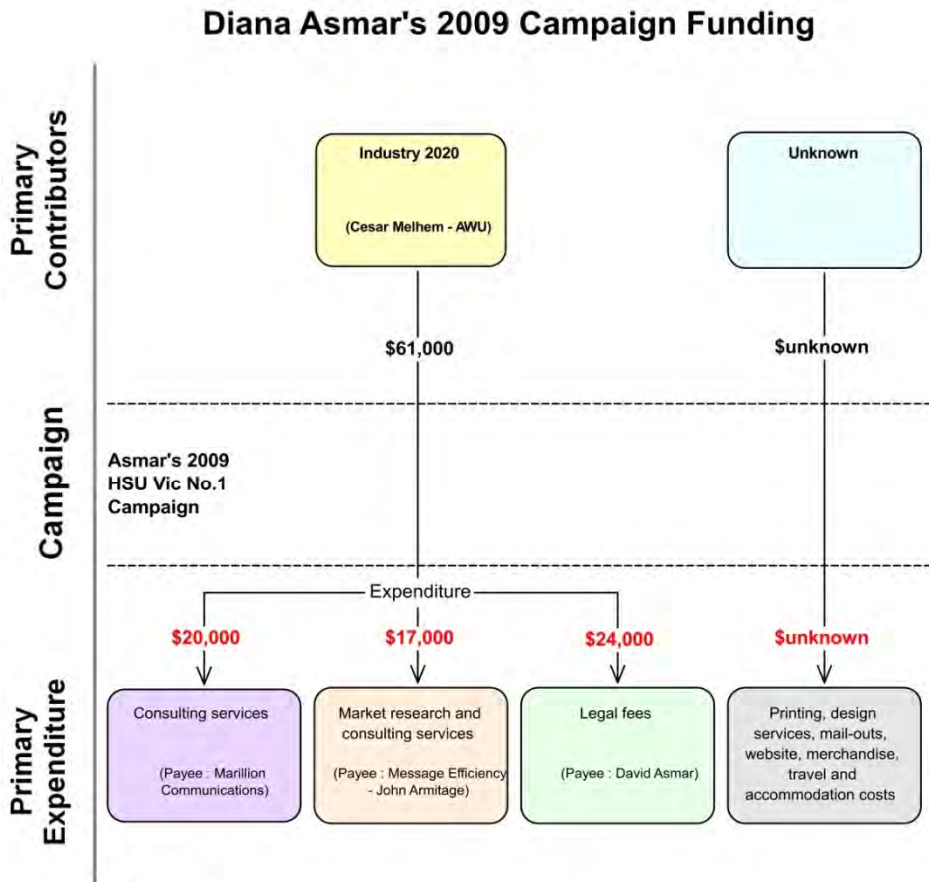 Diana Asmar's 2009 Campaign Funding
Primary
Contributors
Industry 2020
(Cesar Melhem - AWU)
Unknown
$61,000
$unknown
Campaign
Asmar's 2009
HSU Vic No.1
Campaign
Primary
Expenditure
Expenditure
$20,000
$17,000
$24,000
$unknown
Consulting services
(Payee : Marillion
Communications)
Market research and
consulting services
(Payee : Message Efficiency
- John Armitage)
Legal fees
(Payee : David Asmar)
Printing, design
services, mail-outs,
website, merchandise,
travel and
accommodation costs